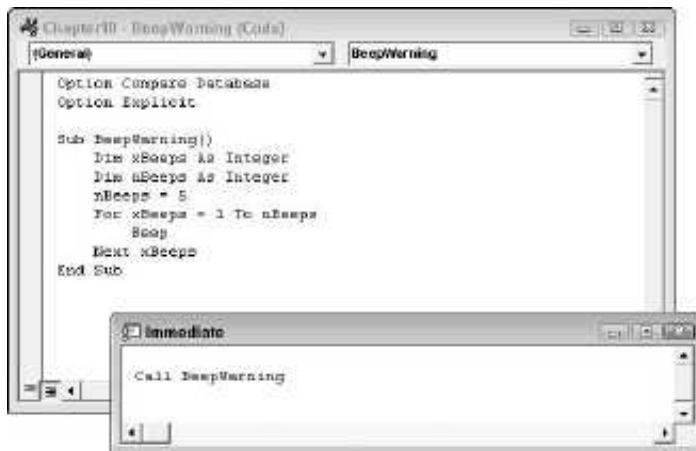 Chapter10 - BeepWarning (Code)
(General) BeepWarning
Option Compare Database
Option Explicit
Sub BeepWarning()
Dim xBeeps As Integer
Dim nBeeps As Integer
nBeeps = 5
For xBeeps = 1 To nBeeps
Beep
Next xBeeps
End Sub
Immediate
Call BeepWarning